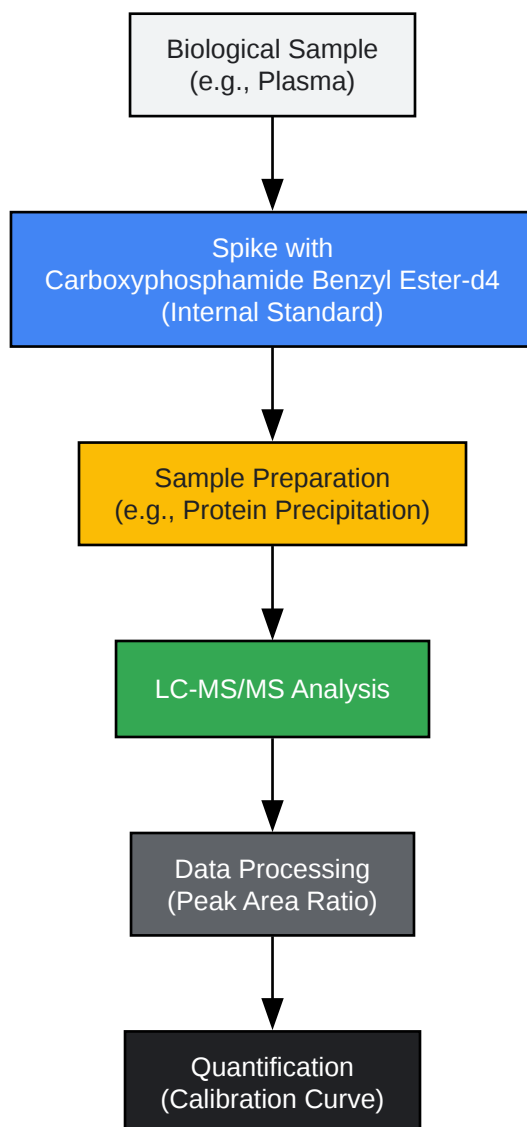 Biological Sample
(e.g., Plasma)
Spike with
Carboxyphosphamide Benzyl Ester-d4
(Internal Standard)
Sample Preparation
(e.g., Protein Precipitation)
LC-MS/MS Analysis
Data Processing
(Peak Area Ratio)
Quantification
(Calibration Curve)